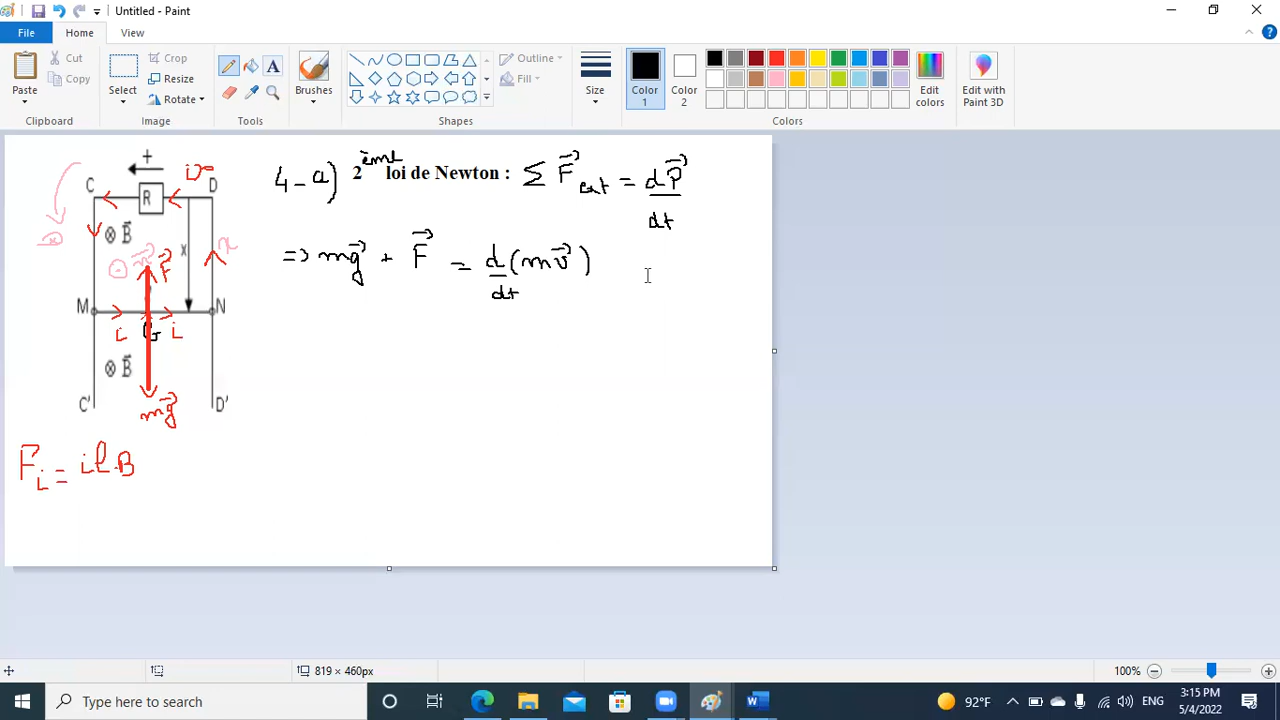 Untitled - Paint
File Home View
Paste
Cut
Copy
Clipboard
Select
Crop
Resize
Rotate
Image
A
Tools
Brushes
Outline
Fill
Shapes
Size
Color 1
Color 2
Edit colors
Edit with Paint 3D
Colors
4-a) 2ème loi de Newton : Σ F⃗ext = dP⃗/dt
=> mg⃗ + F⃗ = d/dt (mv⃗)
+
C R D
⊗ B⃗
x
F⃗
M N
i G i
⊗ B⃗
C' D'
mg⃗
Fi = ilB
819 × 460px
100%
Type here to search
92°F
ENG
3:15 PM
5/4/2022